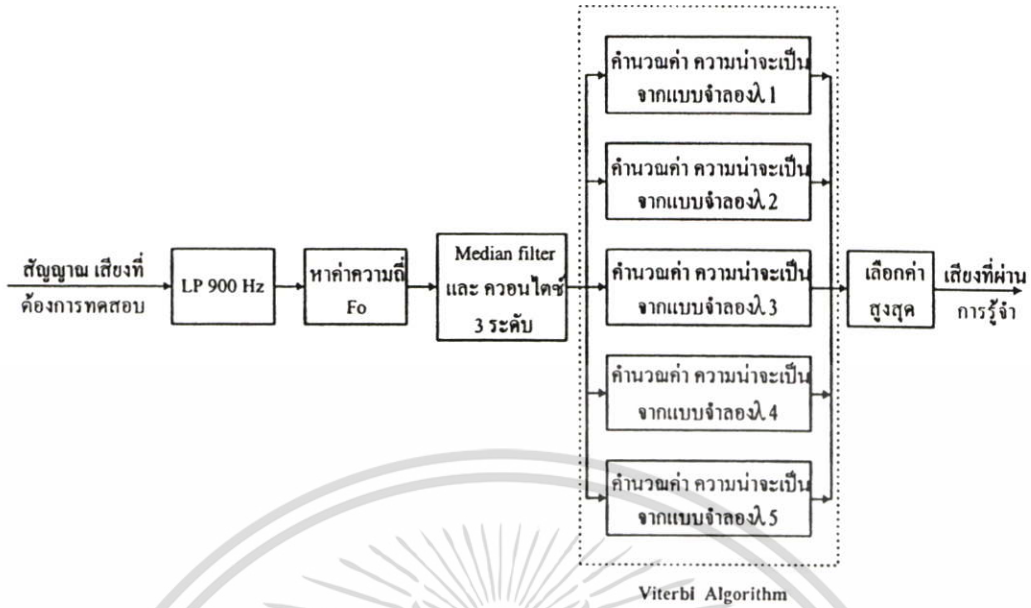 สัญญาณ เสียงที่
ต้องการทดสอบ
LP 900 Hz
หาค่าความถี่
Fo
Median filter
และ ควอนไตซ์
3 ระดับ
คำนวณค่า ความน่าจะเป็น
จากแบบจำลองλ1
คำนวณค่า ความน่าจะเป็น
จากแบบจำลองλ2
คำนวณค่า ความน่าจะเป็น
จากแบบจำลองλ3
คำนวณค่า ความน่าจะเป็น
จากแบบจำลองλ4
คำนวณค่า ความน่าจะเป็น
จากแบบจำลองλ5
Viterbi Algorithm
เลือกค่า
สูงสุด
เสียงที่ผ่าน
การรู้จำ